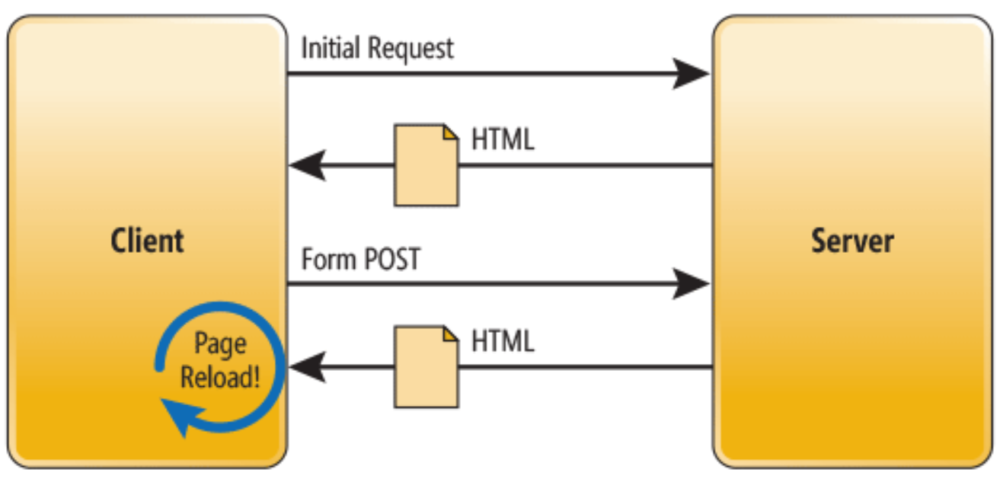 Initial Request
HTML
Client
Server
Form POST
HTML
Page
Reload!